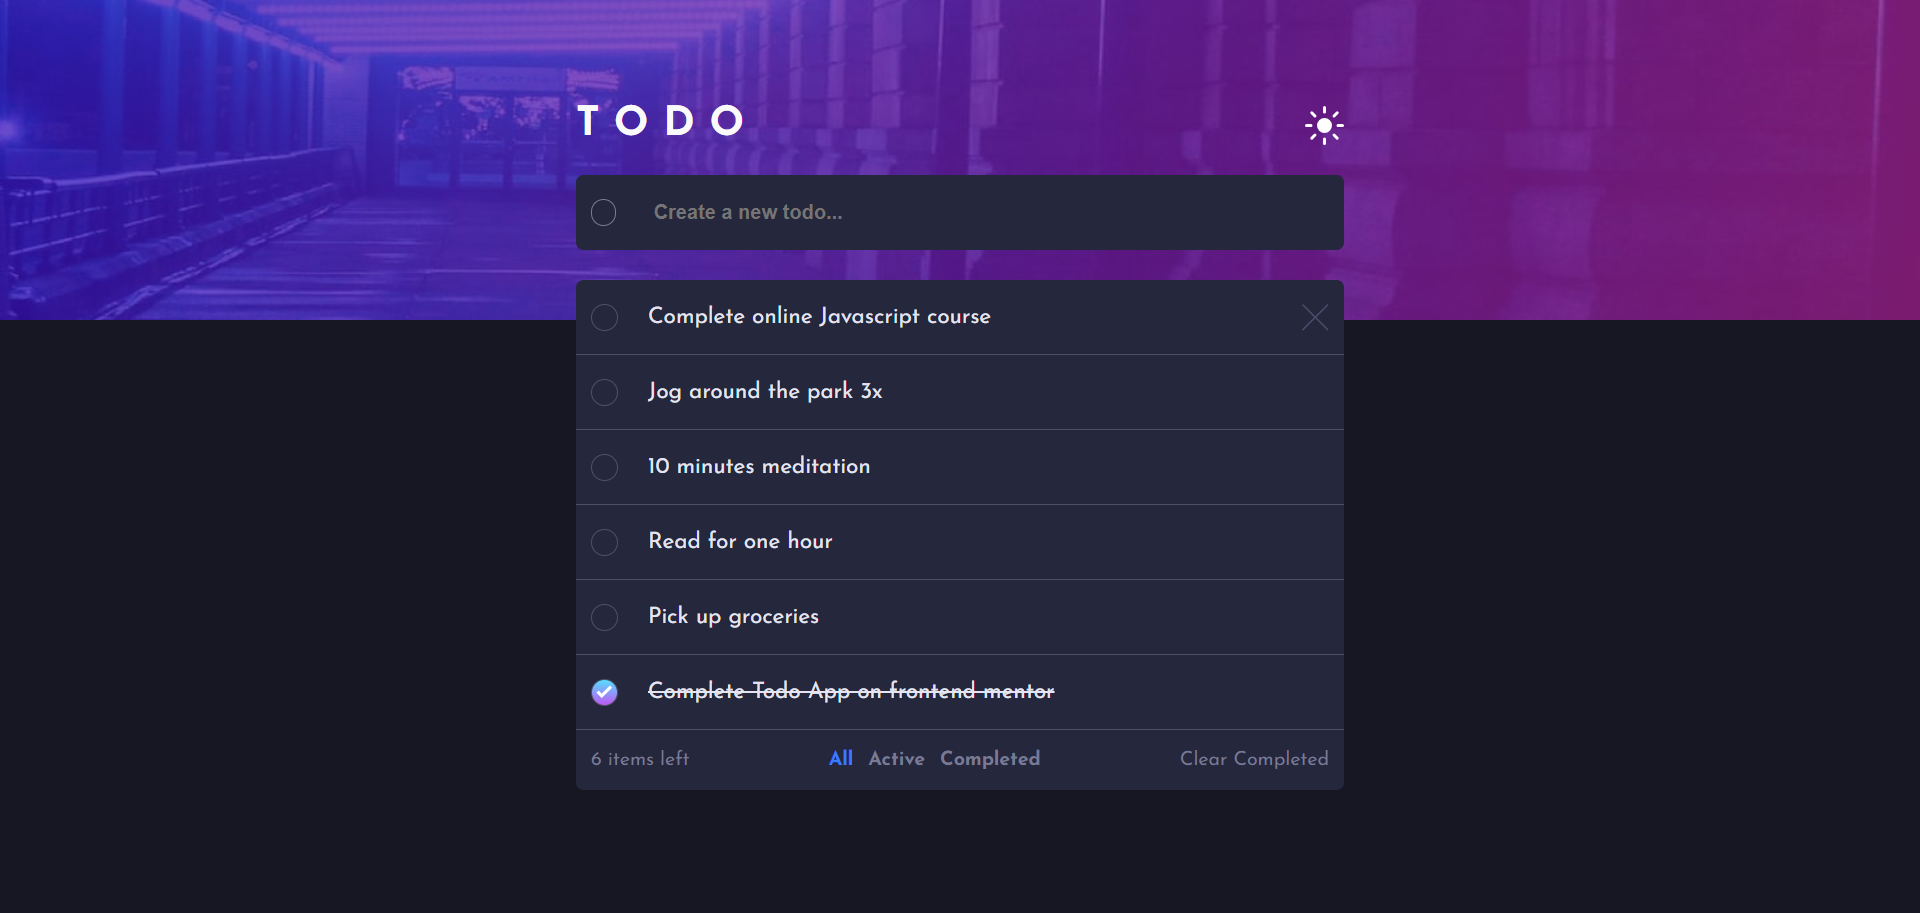 TODO
Create a new todo...
Complete online Javascript course
Jog around the park 3x
10 minutes meditation
Read for one hour
Pick up groceries
Complete Todo App on frontend mentor
6 items left All Active Completed Clear Completed